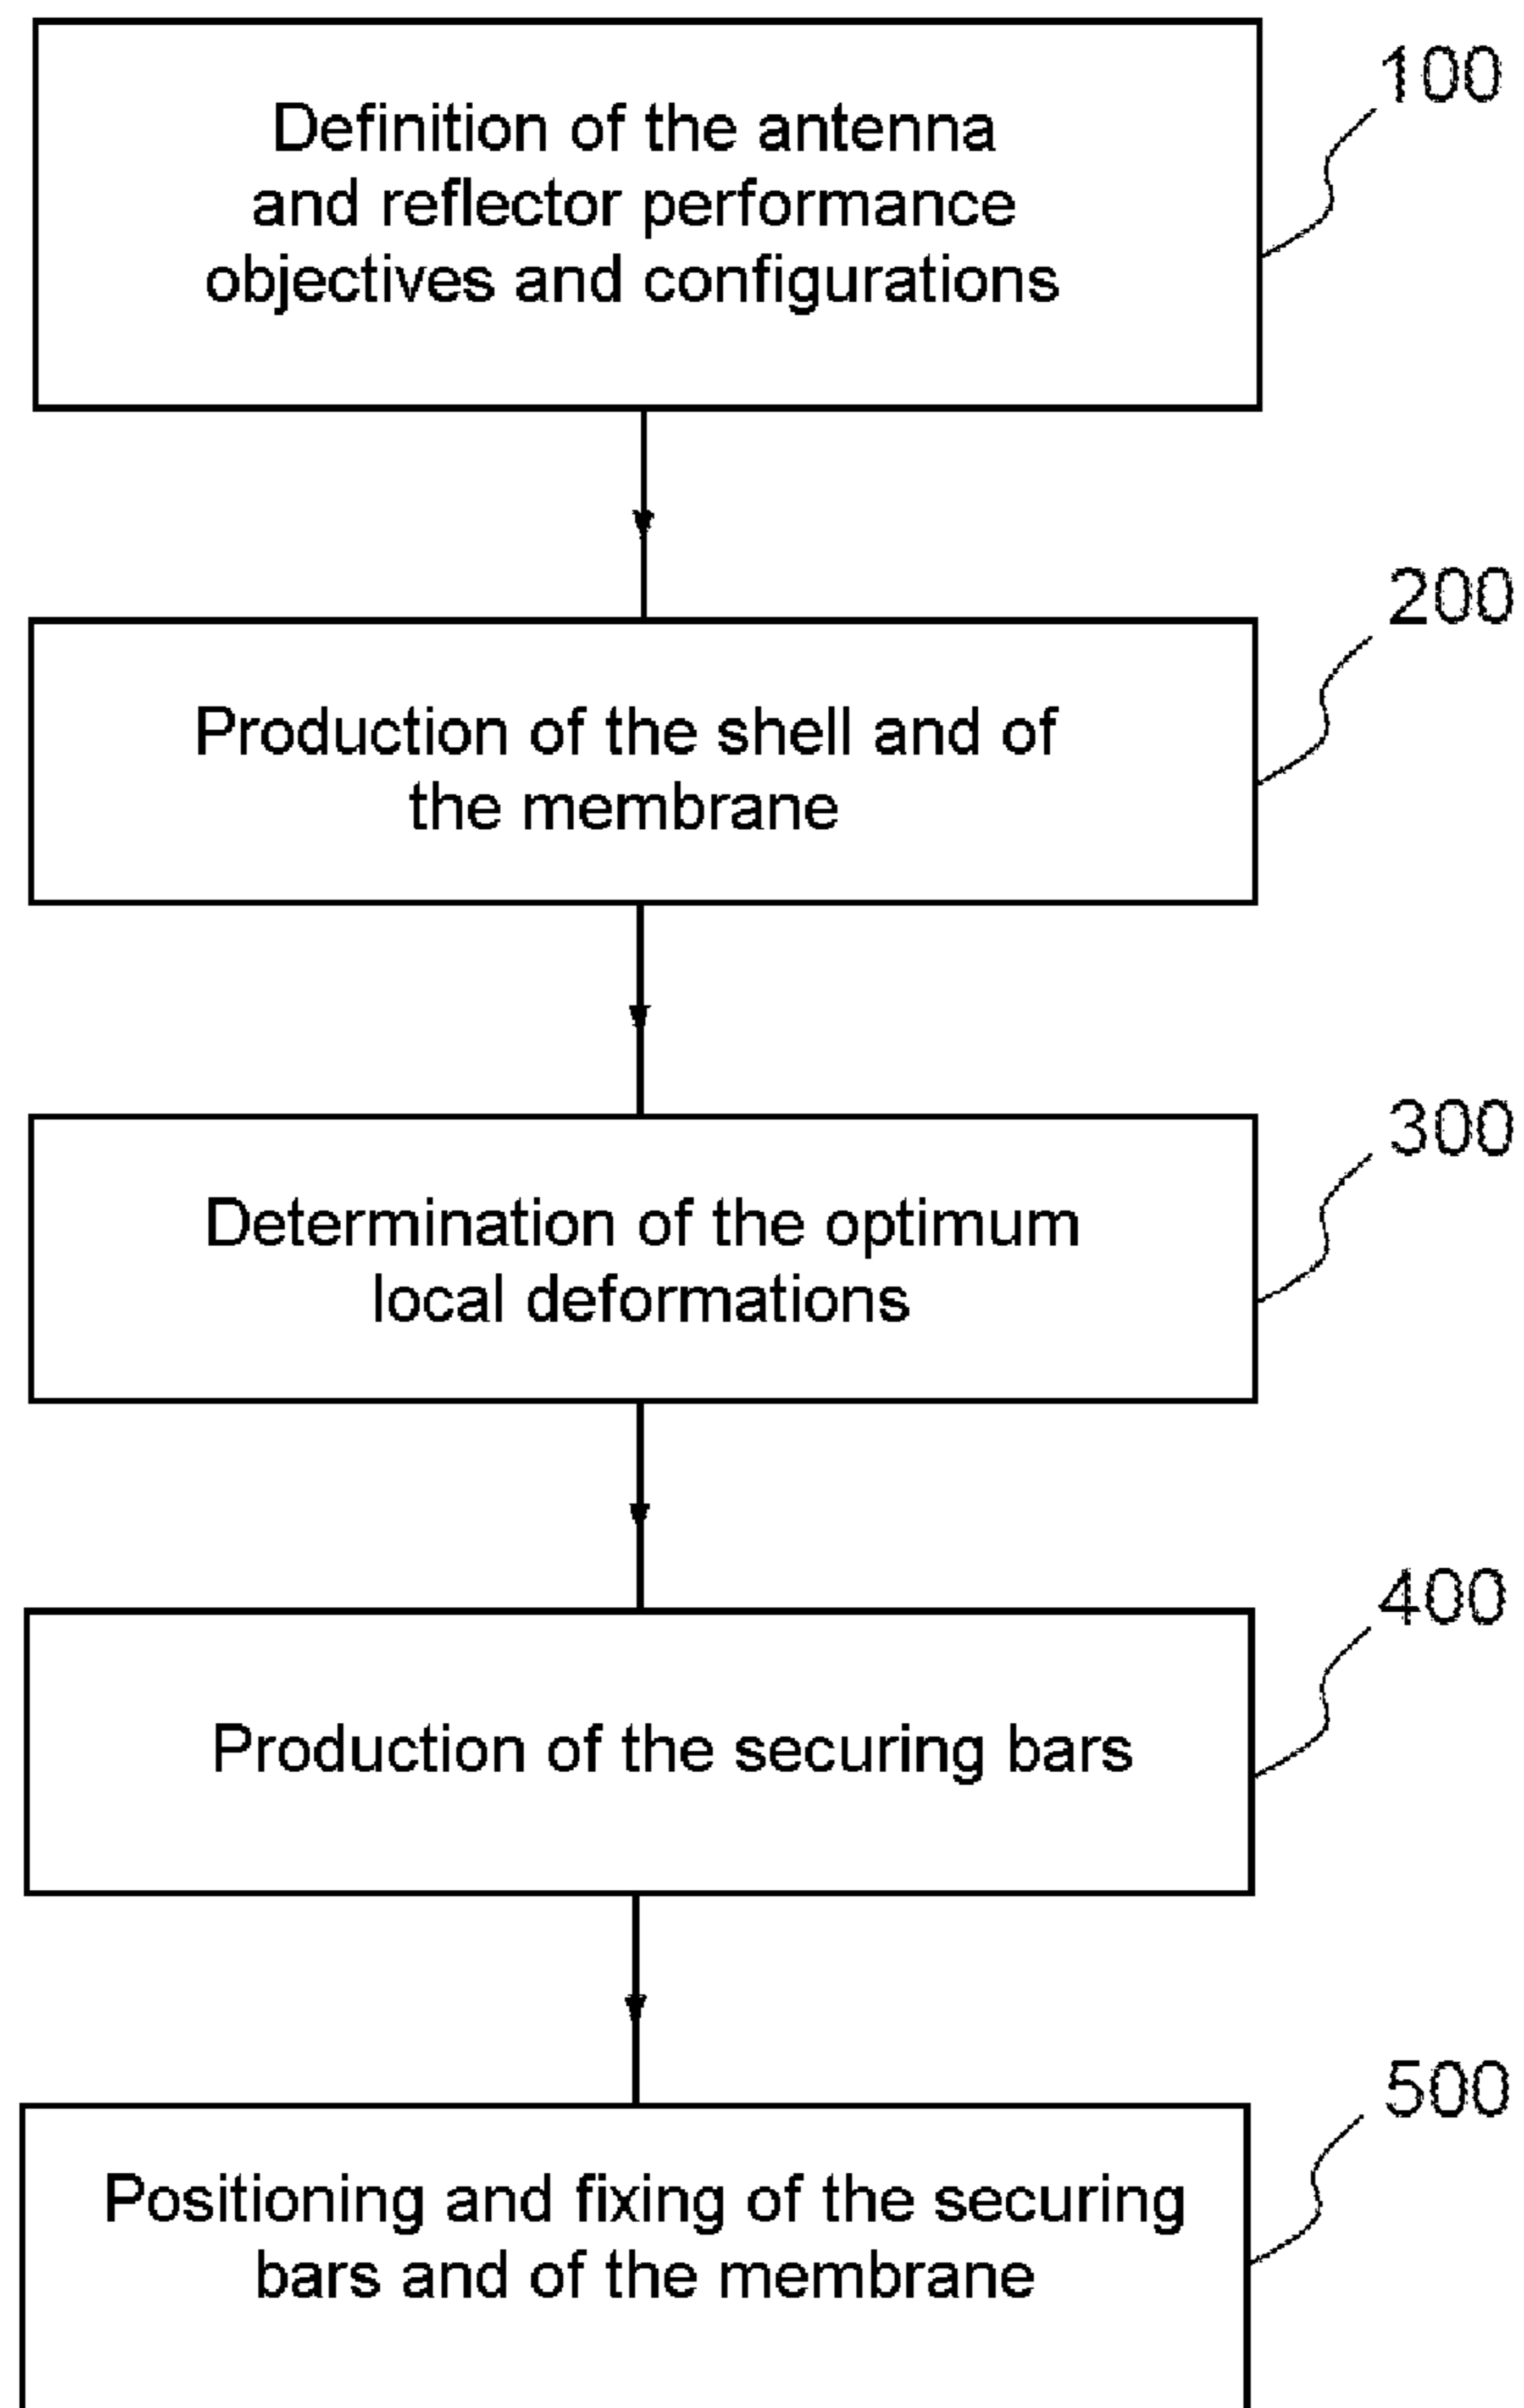 100
Definition of the antenna
and reflector performance
objectives and configurations
200
Production of the shell and of
the membrane
300
Determination of the optimum
local deformations
400
Production of the securing bars
500
Positioning and fixing of the securing
bars and of the membrane